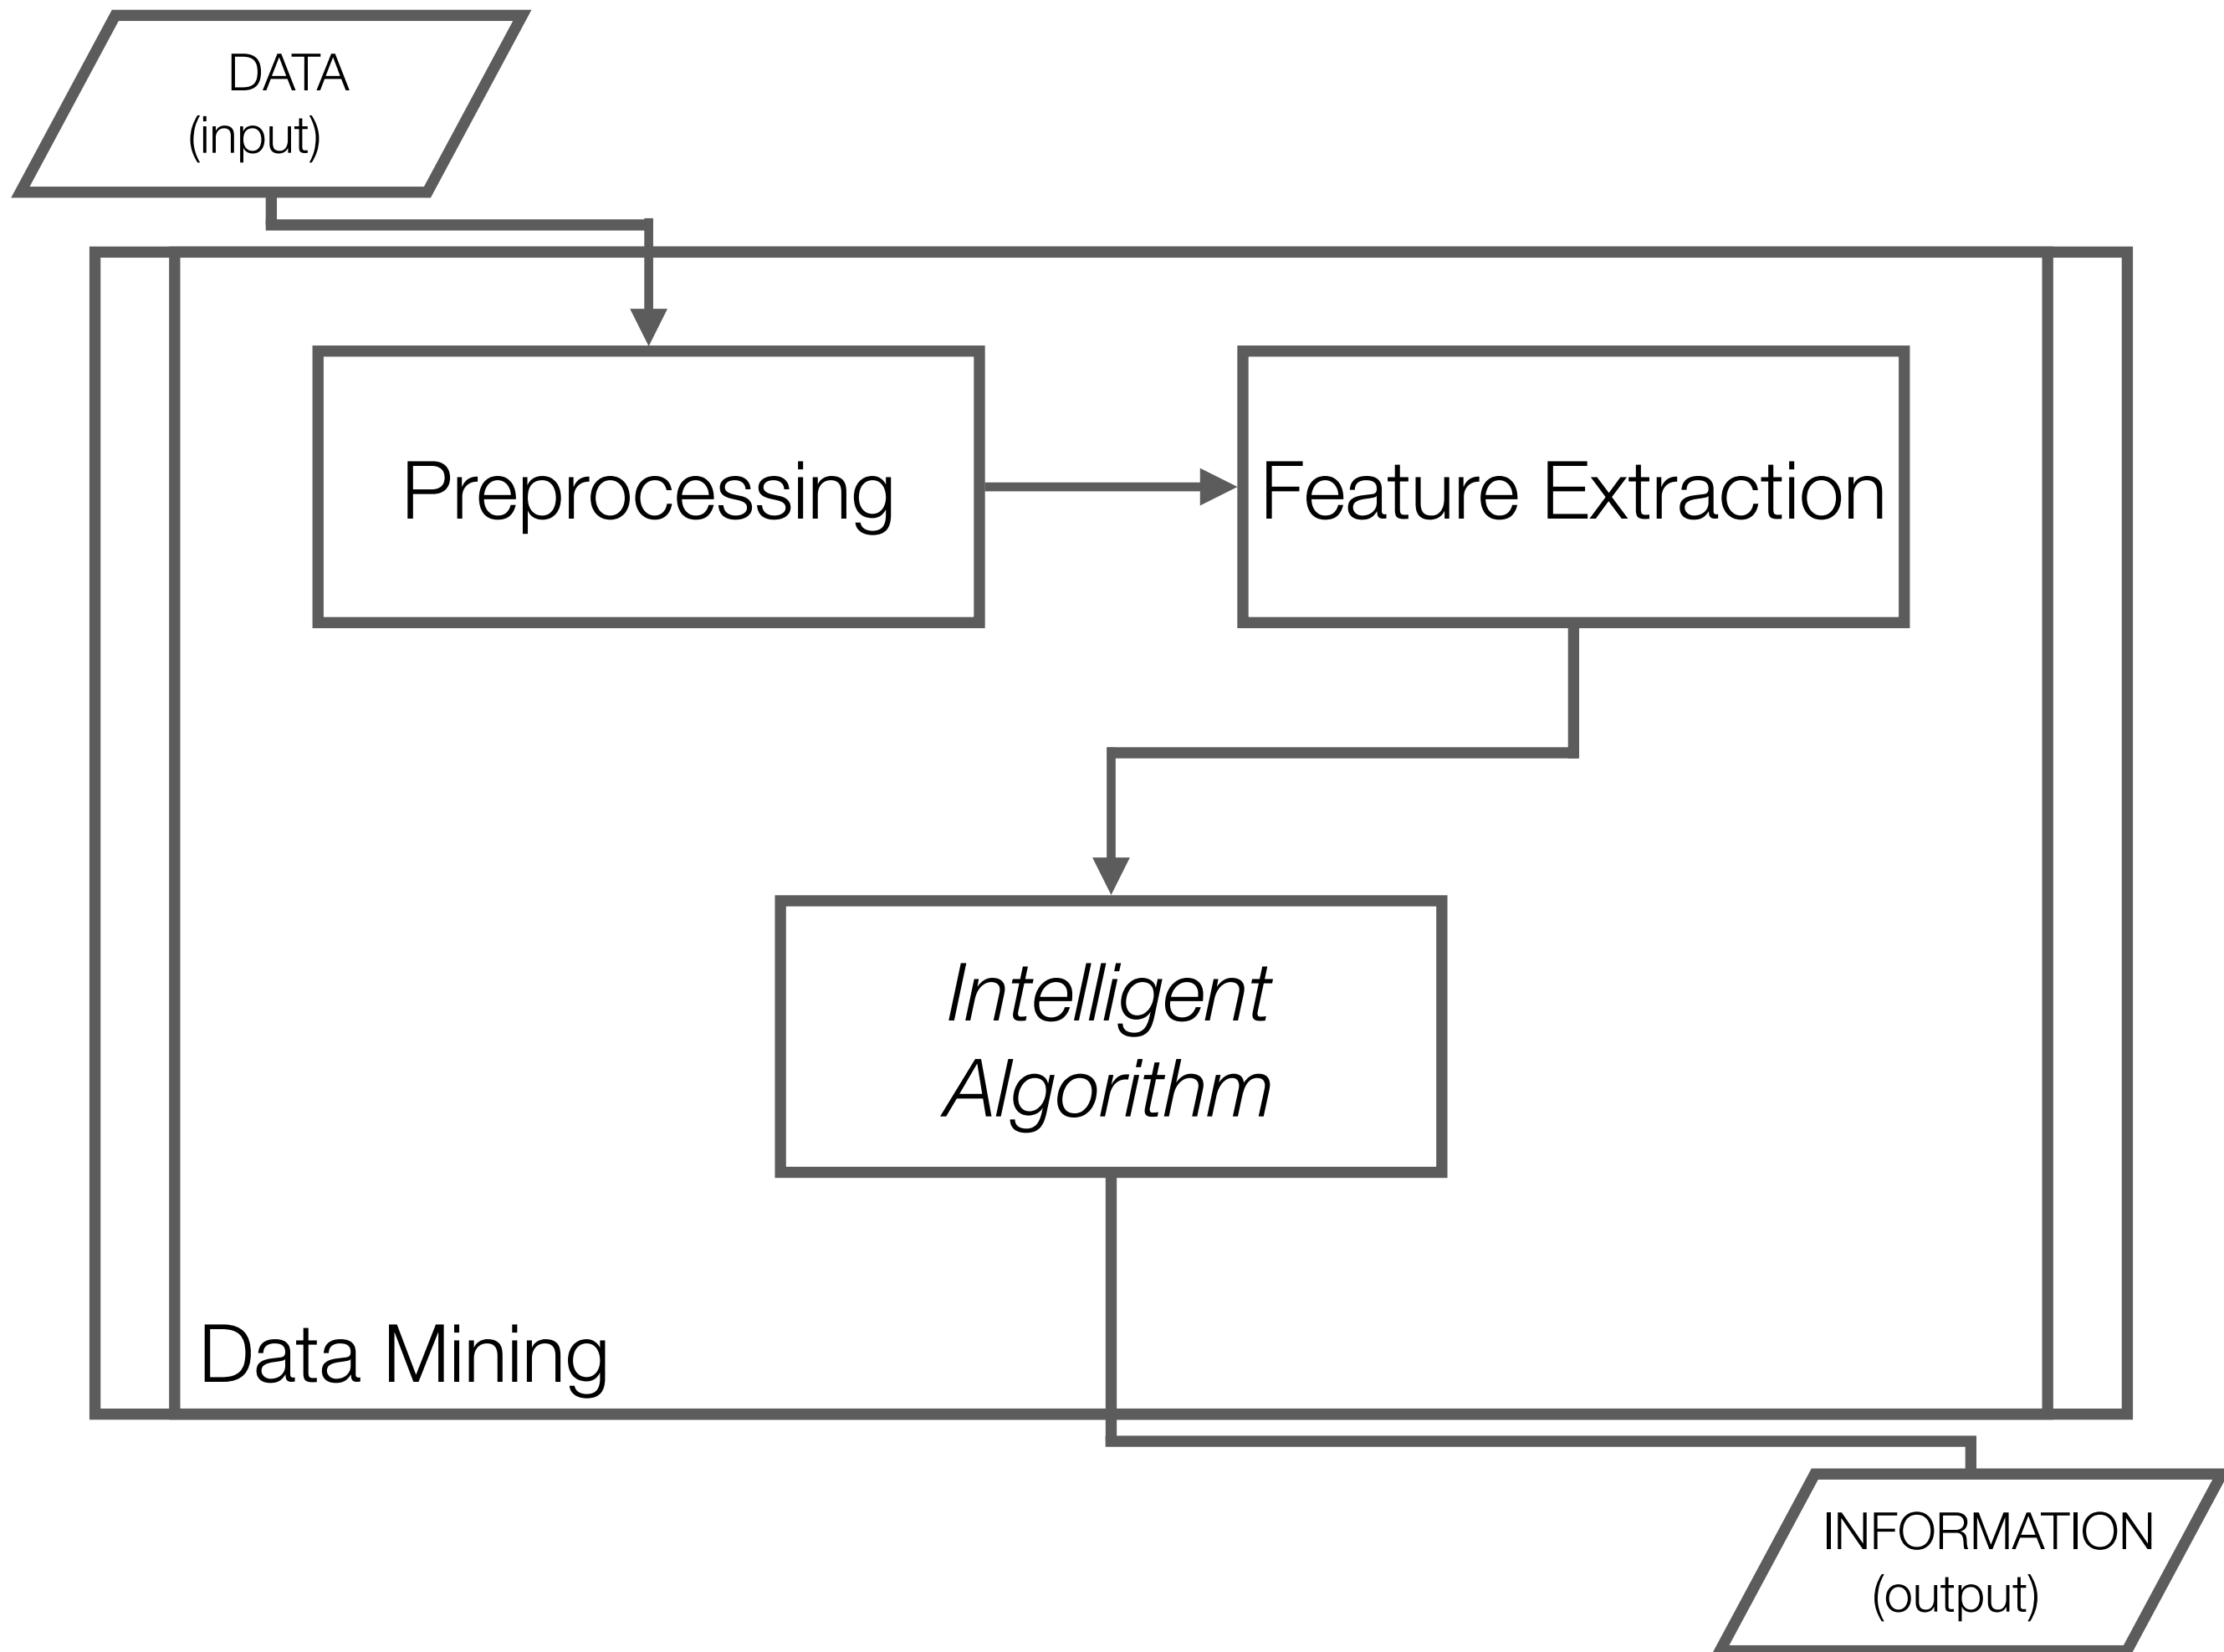 DATA
(input)
Preprocessing
Feature Extraction
Intelligent
Algorithm
Data Mining
INFORMATION
(output)